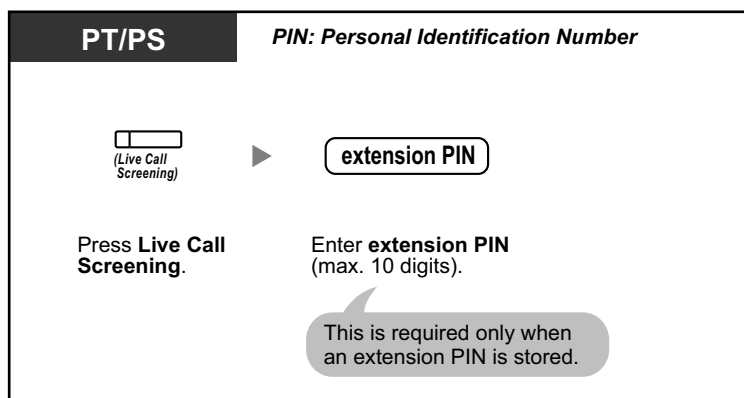 PT/PS
PIN: Personal Identification Number
(Live Call
Screening)
extension PIN
Press Live Call
Screening.
Enter extension PIN
(max. 10 digits).
This is required only when
an extension PIN is stored.